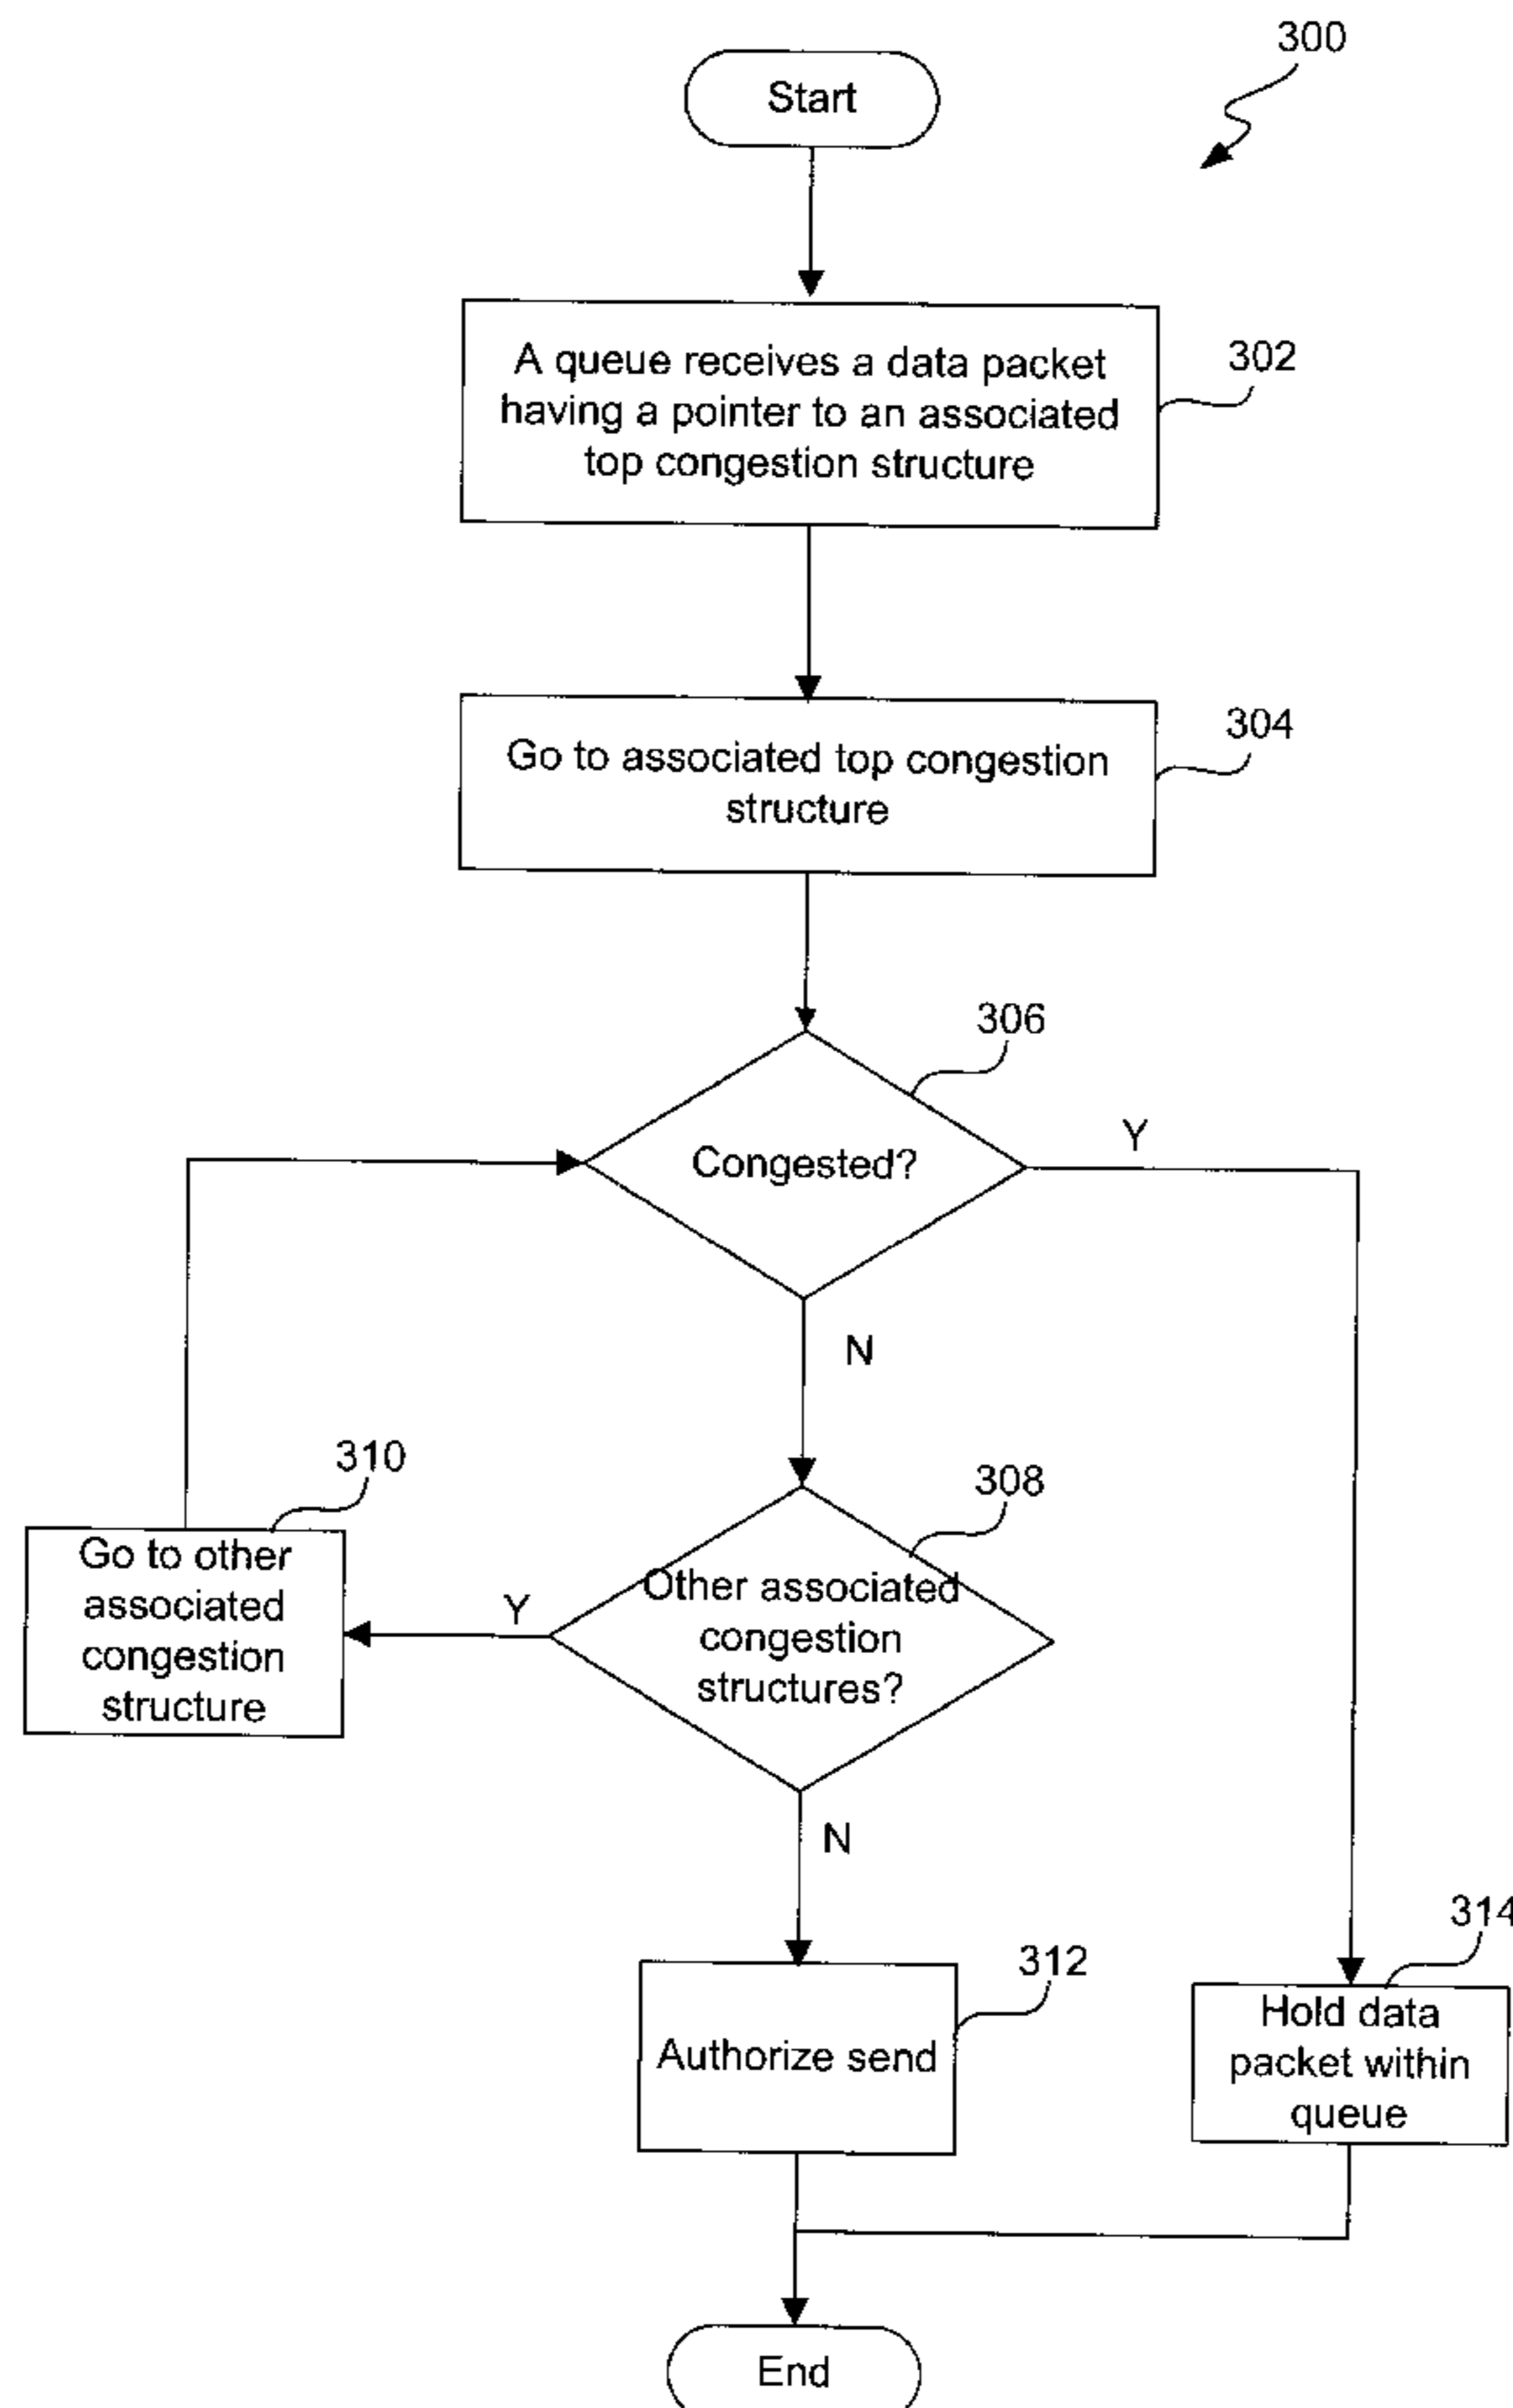 300
Start
A queue receives a data packet
having a pointer to an associated
top congestion structure
302
Go to associated top congestion
structure
304
306
Congested?
Y
N
310
308
Go to other
associated
congestion
structure
Y
Other associated
congestion
structures?
N
312
314
Authorize send
Hold data
packet within
queue
End